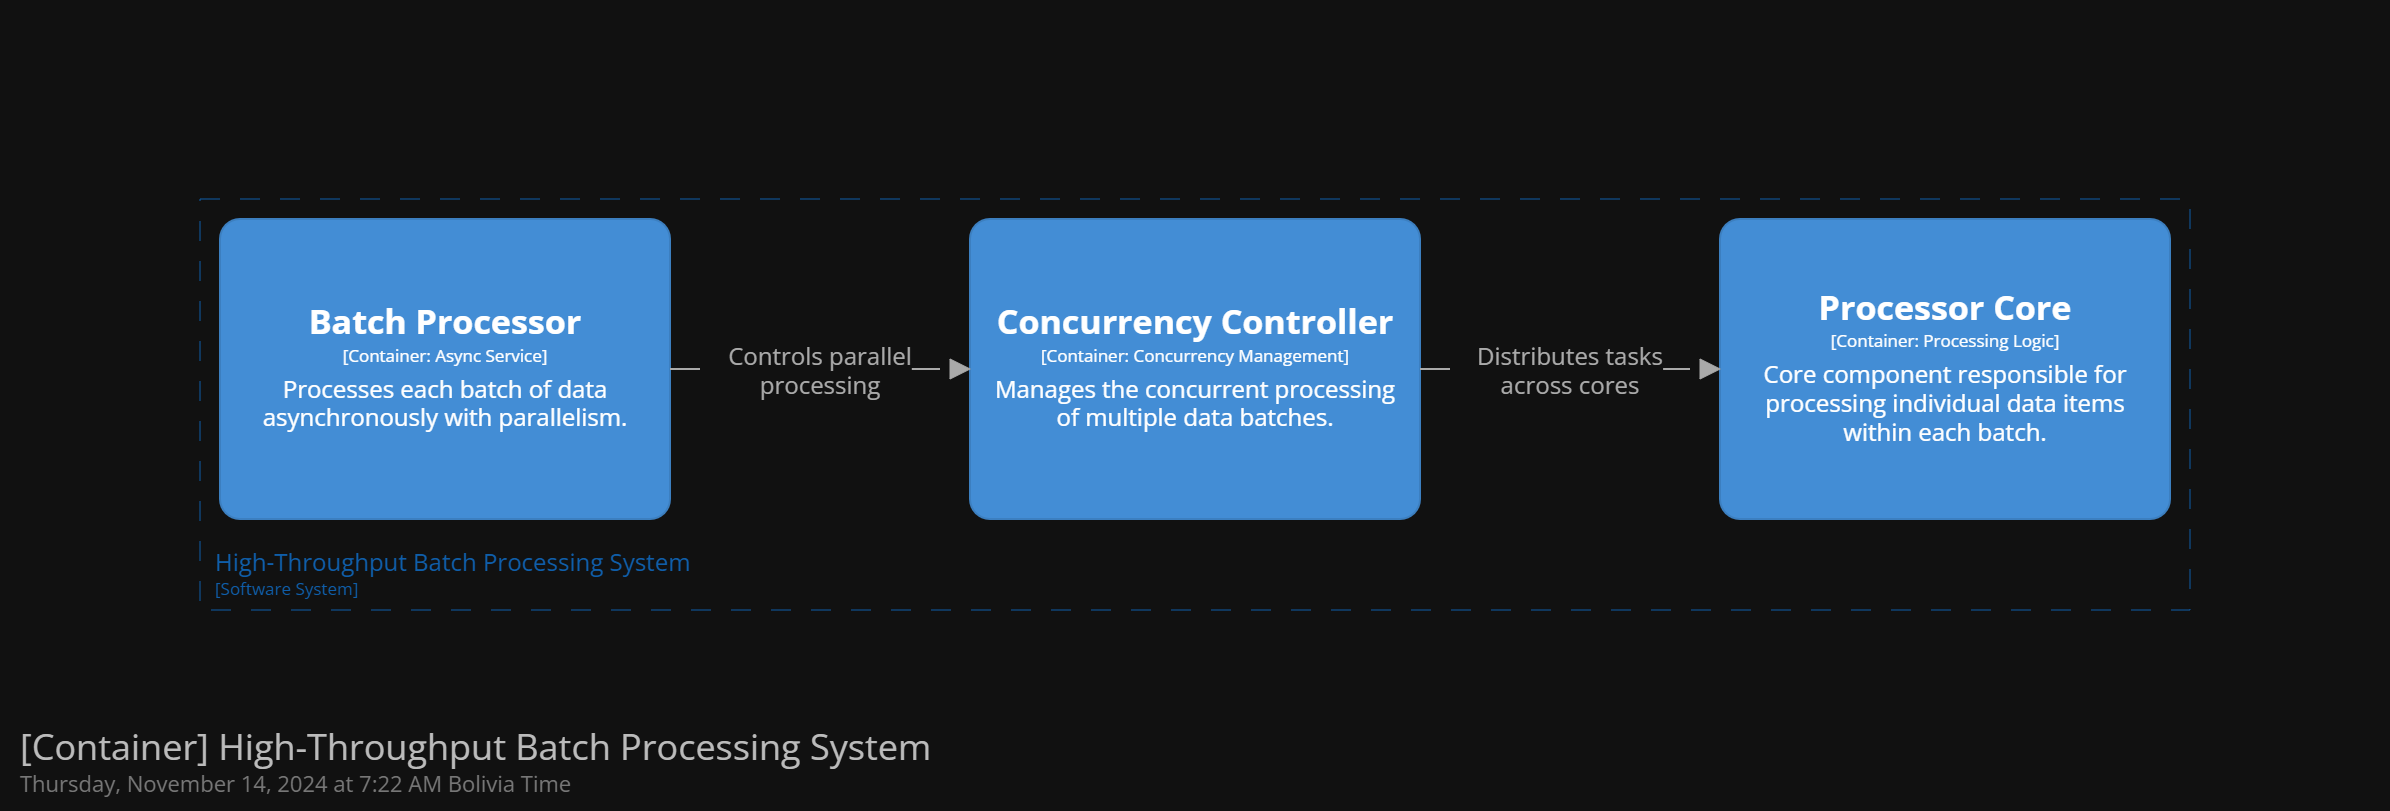 Batch Processor
[Container: Async Service]
Processes each batch of data
asynchronously with parallelism.
Controls parallel
processing
Concurrency Controller
[Container: Concurrency Management]
Manages the concurrent processing
of multiple data batches.
Distributes tasks
across cores
Processor Core
[Container: Processing Logic]
Core component responsible for
processing individual data items
within each batch.
High-Throughput Batch Processing System
[Software System]
[Container] High-Throughput Batch Processing System
Thursday, November 14, 2024 at 7:22 AM Bolivia Time